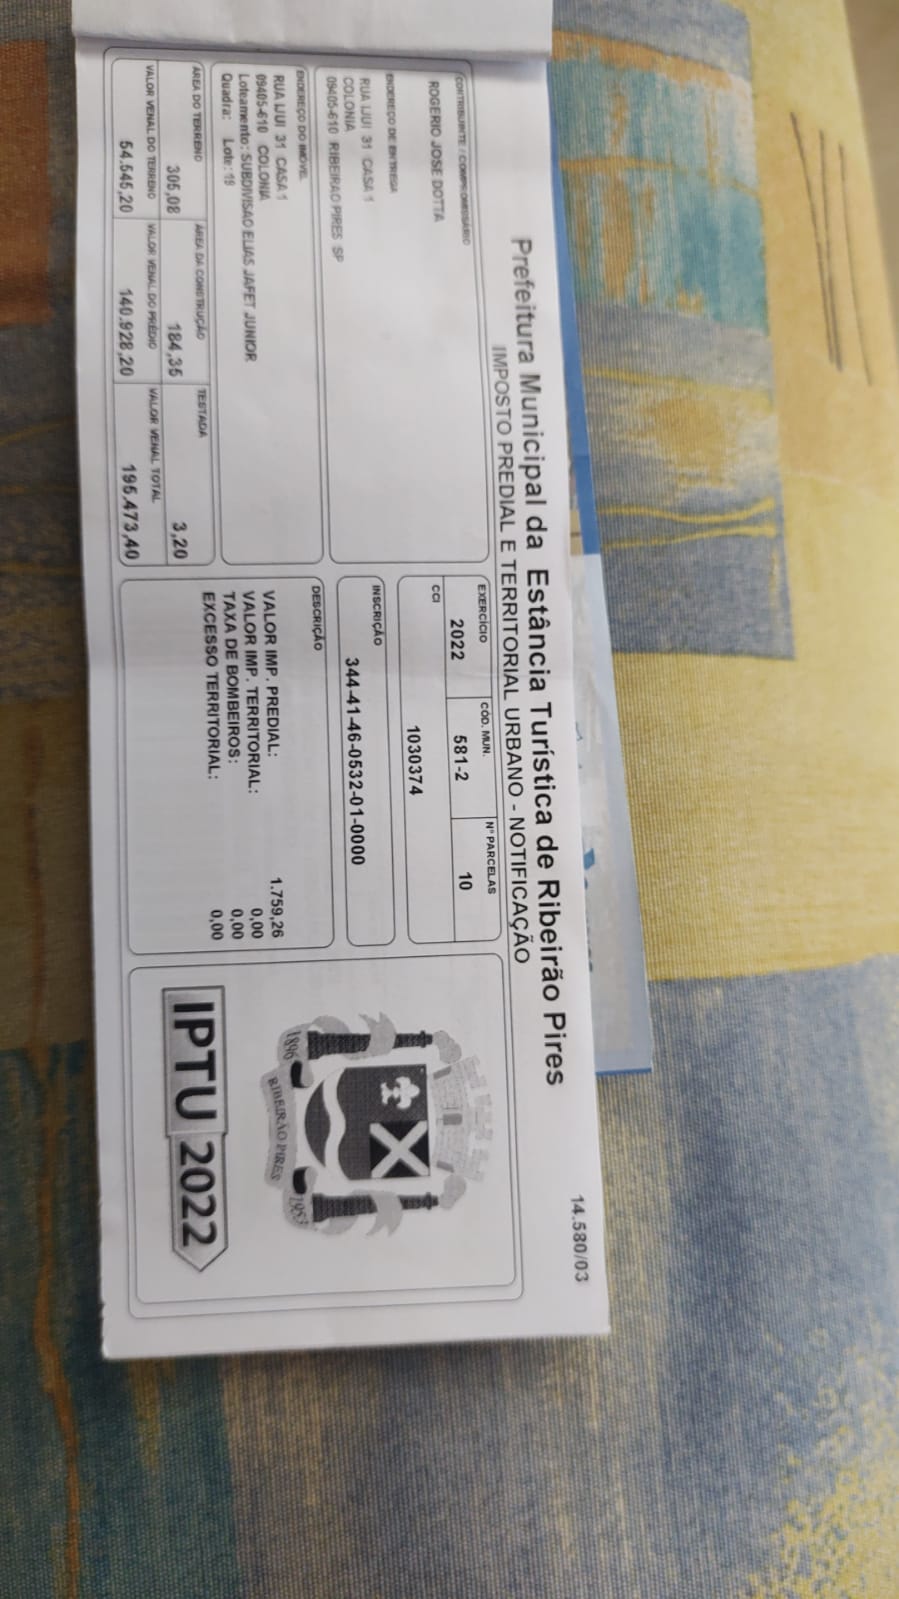 14.580/03
Prefeitura Municipal da Estância Turística de Ribeirão Pires
IMPOSTO PREDIAL E TERRITORIAL URBANO - NOTIFICAÇÃO
CONTRIBUINTE / COMPROMISSÁRIO
ROGERIO JOSE DOTTA
ENDEREÇO DE ENTREGA
RUA IJUI 31 CASA 1
COLONIA
09405-610 RIBEIRAO PIRES SP
ENDEREÇO DO IMÓVEL
RUA IJUI 31 CASA 1
09405-610 COLONIA
Loteamento: SUBDIVISAO ELIAS JAFET JUNIOR
Quadra: Lote: 19
ÁREA DO TERRENO ÁREA DA CONSTRUÇÃO TESTADA
305,08 184,35 3,20
VALOR VENAL DO TERRENO VALOR VENAL DO PRÉDIO VALOR VENAL TOTAL
54.545,20 140.928,20 195.473,40
EXERCÍCIO CÓD. MUN. Nº PARCELAS
2022 581-2 10
CCI
1030374
INSCRIÇÃO
344-41-46-0532-01-0000
DESCRIÇÃO
VALOR IMP. PREDIAL: 1.759,26
VALOR IMP. TERRITORIAL: 0,00
TAXA DE BOMBEIROS: 0,00
EXCESSO TERRITORIAL: 0,00
1896 RIBEIRÃO PIRES 1953
IPTU 2022